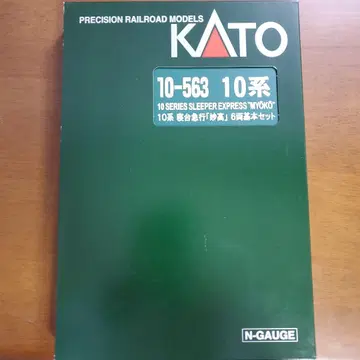 PRECISION RAILROAD MODELS
KATO
10-563 10系
10 SERIES SLEEPER EXPRESS "MYŌKŌ"
10系 寝台急行「妙高」6両基本セット
N-GAUGE